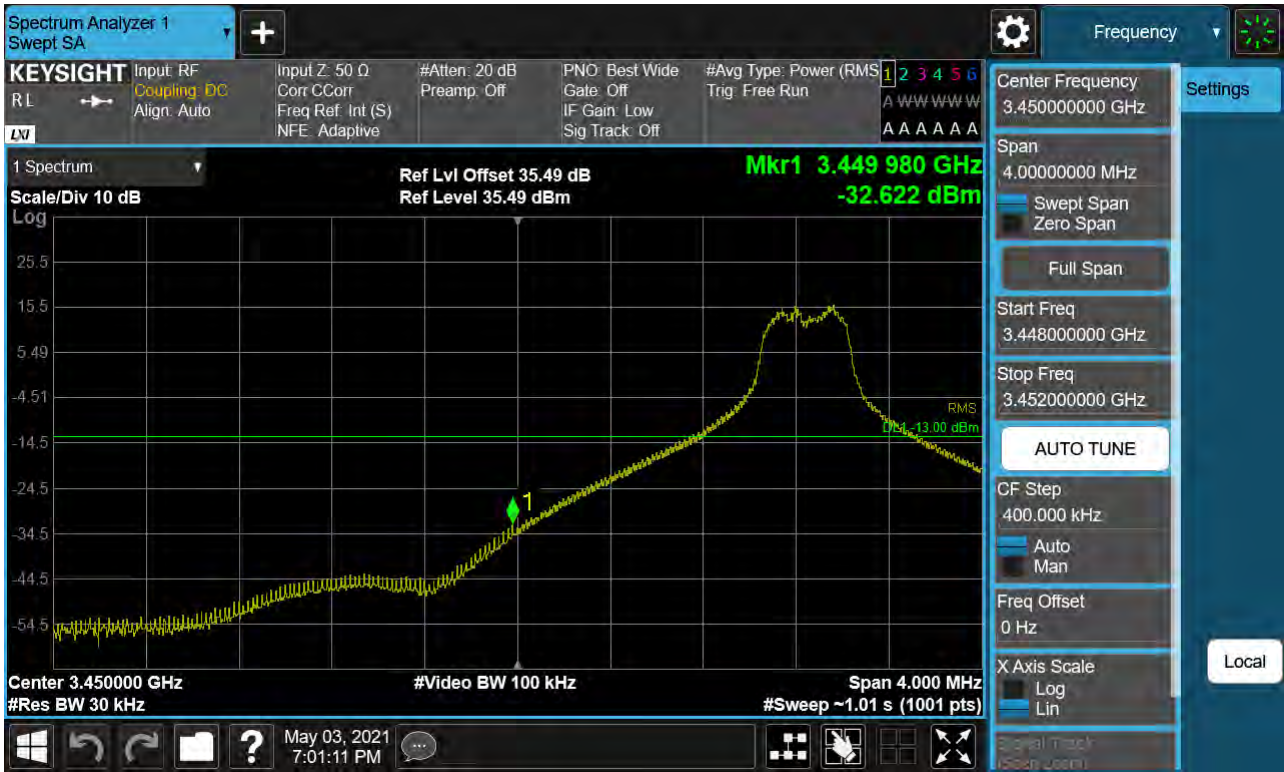 Spectrum Analyzer 1
Swept SA
+
Frequency
KEYSIGHT
RL
LXI
Input: RF
Coupling: DC
Align: Auto
Input Z: 50 Ω
Corr CCorr
Freq Ref: Int (S)
NFE: Adaptive
#Atten: 20 dB
Preamp: Off
PNO: Best Wide
Gate: Off
IF Gain: Low
Sig Track: Off
#Avg Type: Power (RMS
Trig: Free Run
1 2 3 4 5 6
A W W W W W
A A A A A A
1 Spectrum
Scale/Div 10 dB
Log
Ref Lvl Offset 35.49 dB
Ref Level 35.49 dBm
Mkr1 3.449 980 GHz
-32.622 dBm
25.5
15.5
5.49
-4.51
-14.5
-24.5
-34.5
-44.5
-54.5
RMS
DL1 -13.00 dBm
1
Center 3.450000 GHz
#Res BW 30 kHz
#Video BW 100 kHz
Span 4.000 MHz
#Sweep ~1.01 s (1001 pts)
Center Frequency
3.450000000 GHz
Span
4.00000000 MHz
Swept Span
Zero Span
Full Span
Start Freq
3.448000000 GHz
Stop Freq
3.452000000 GHz
AUTO TUNE
CF Step
400.000 kHz
Auto
Man
Freq Offset
0 Hz
X Axis Scale
Log
Lin
Signal Track
(Span Zoom)
Settings
Local
?
May 03, 2021
7:01:11 PM